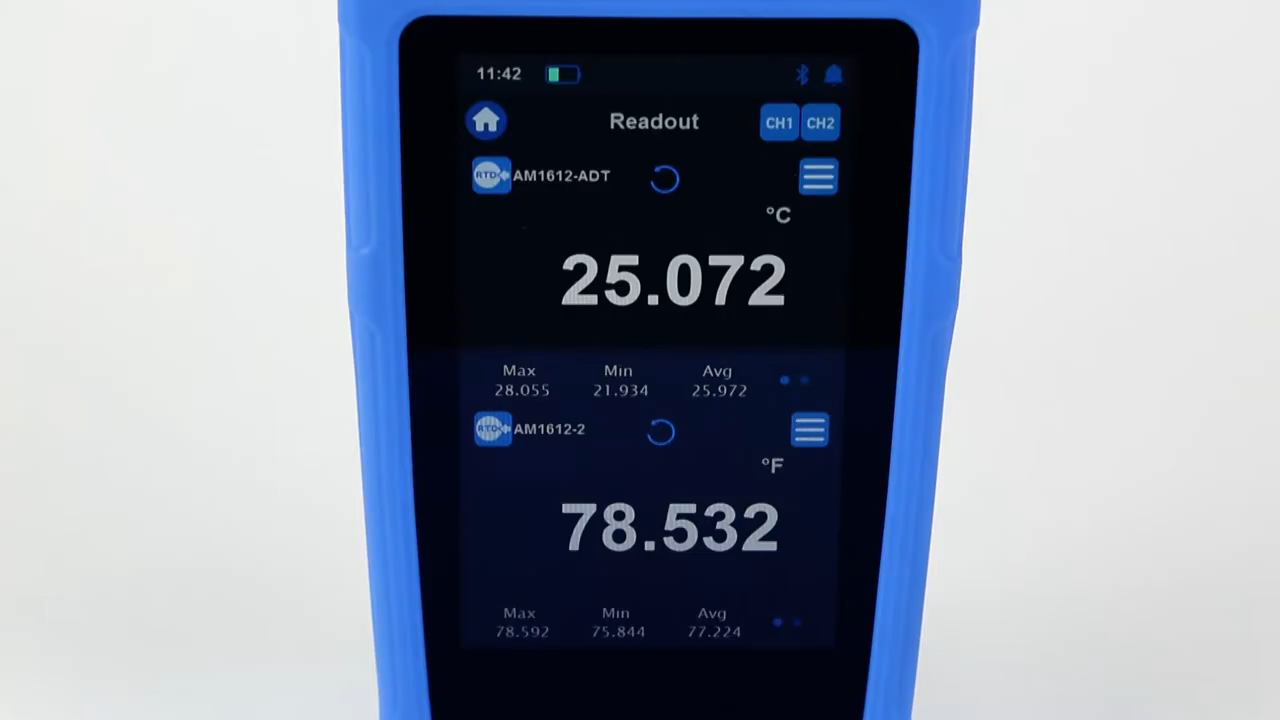 11:42
Readout CH1 CH2
RTD AM1612-ADT
°C
25.072
Max Min Avg
28.055 21.934 25.972
RTD AM1612-2
°F
78.532
Max Min Avg
78.592 75.844 77.224